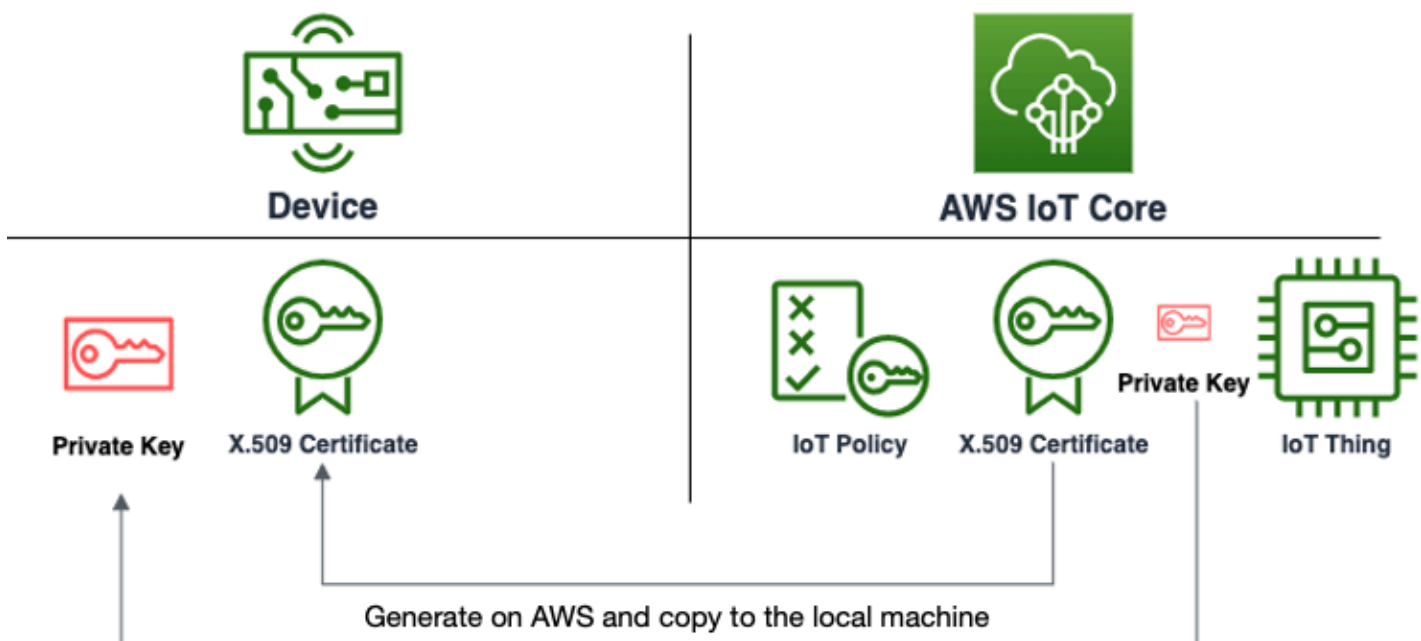 Device
AWS IoT Core
Private Key
X.509 Certificate
IoT Policy
X.509 Certificate
Private Key
IoT Thing
Generate on AWS and copy to the local machine